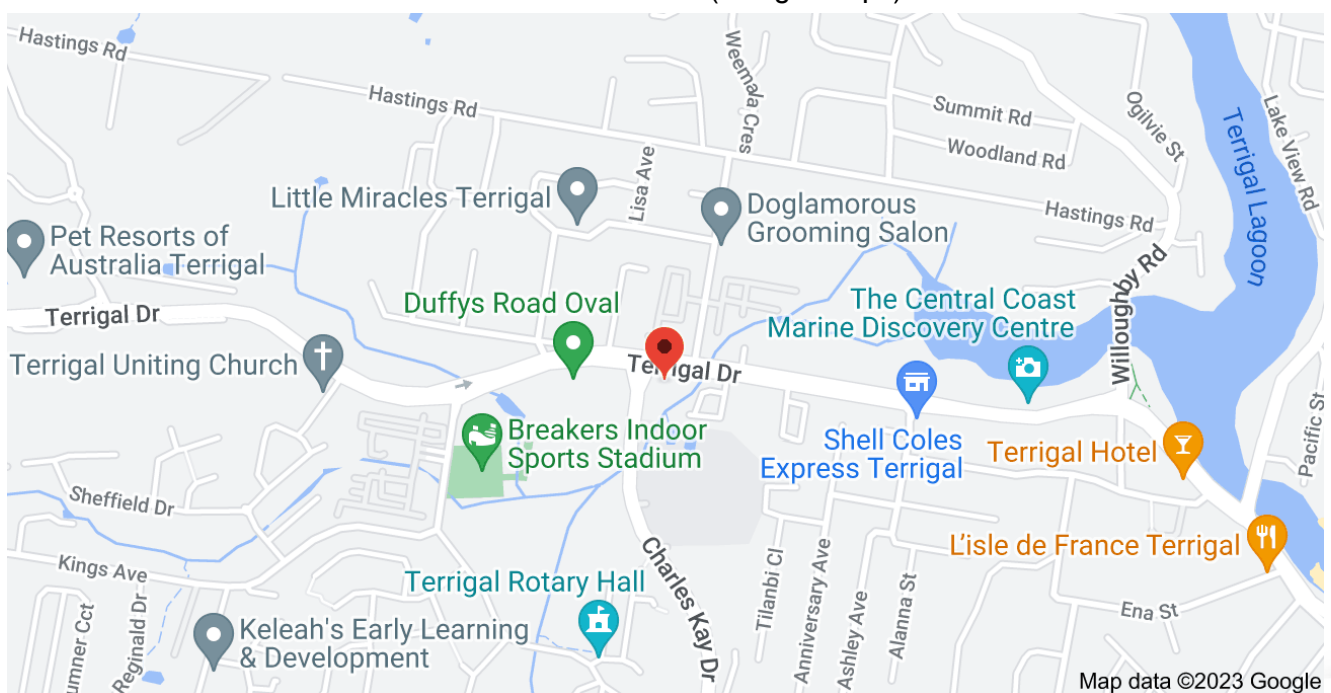 Hastings Rd
Weemala Cres
Hastings Rd
Summit Rd
Ogilvie St
Lake View Rd
Woodland Rd
Terrigal Lagoon
Little Miracles Terrigal
Lisa Ave
Doglamorous
Grooming Salon
Hastings Rd
Pet Resorts of
Australia Terrigal
Willoughby Rd
Duffys Road Oval
The Central Coast
Marine Discovery Centre
Terrigal Dr
Terrigal Uniting Church
Terrigal Dr
Pacific St
Breakers Indoor
Sports Stadium
Shell Coles
Express Terrigal
Terrigal Hotel
Sheffield Dr
L'isle de France Terrigal
Kings Ave
Charles Kay Dr
Tilanbi Cl
Anniversary Ave
Ashley Ave
Alanna St
Terrigal Rotary Hall
Ena St
Reginald Dr
umner Cct
Keleah's Early Learning
& Development
Map data ©2023 Google